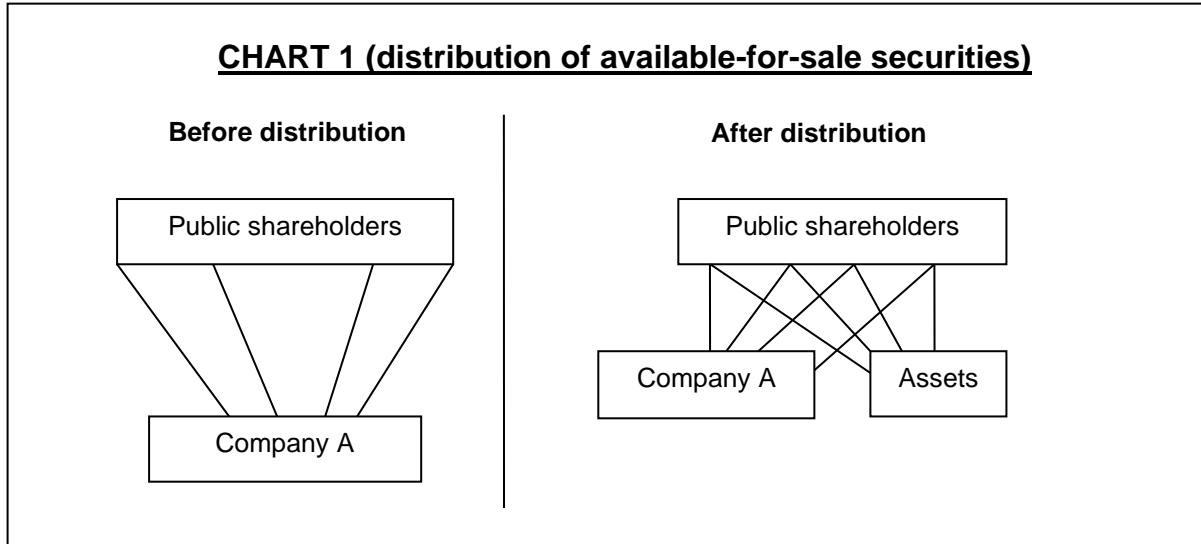 CHART 1 (distribution of available-for-sale securities)
Before distribution
After distribution
Public shareholders
Public shareholders
Company A
Assets
Company A